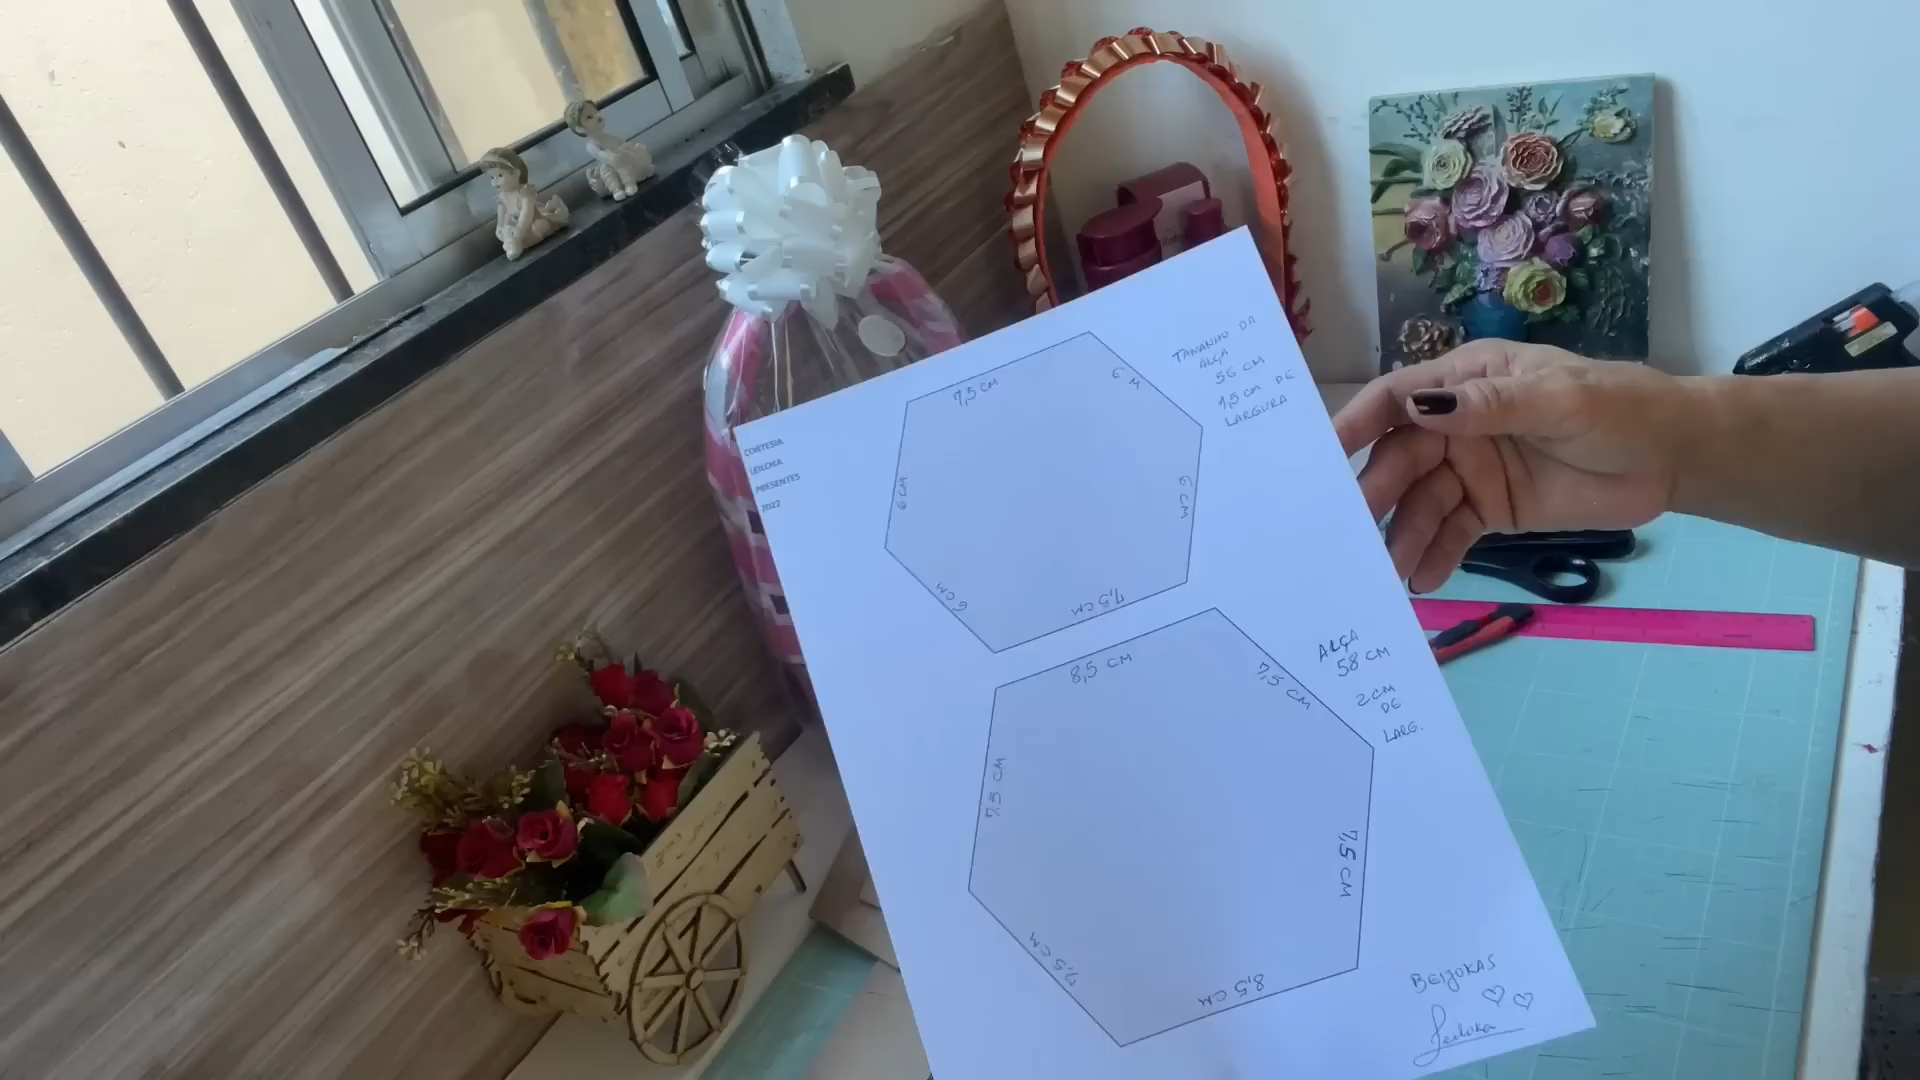 CORTESIA
LEILOKA
PRESENTES
2022
7,5 CM
6 CM
6 CM
7,5 CM
6 CM
6 CM
TAMANHO DA
ALÇA
56 CM
1,5 CM DE
LARGURA
8,5 CM
7,5 CM
7,5 CM
8,5 CM
7,5 CM
7,5 CM
ALÇA
58 CM
2 CM
DE
LARG.
BEIJOKAS
Leiloka